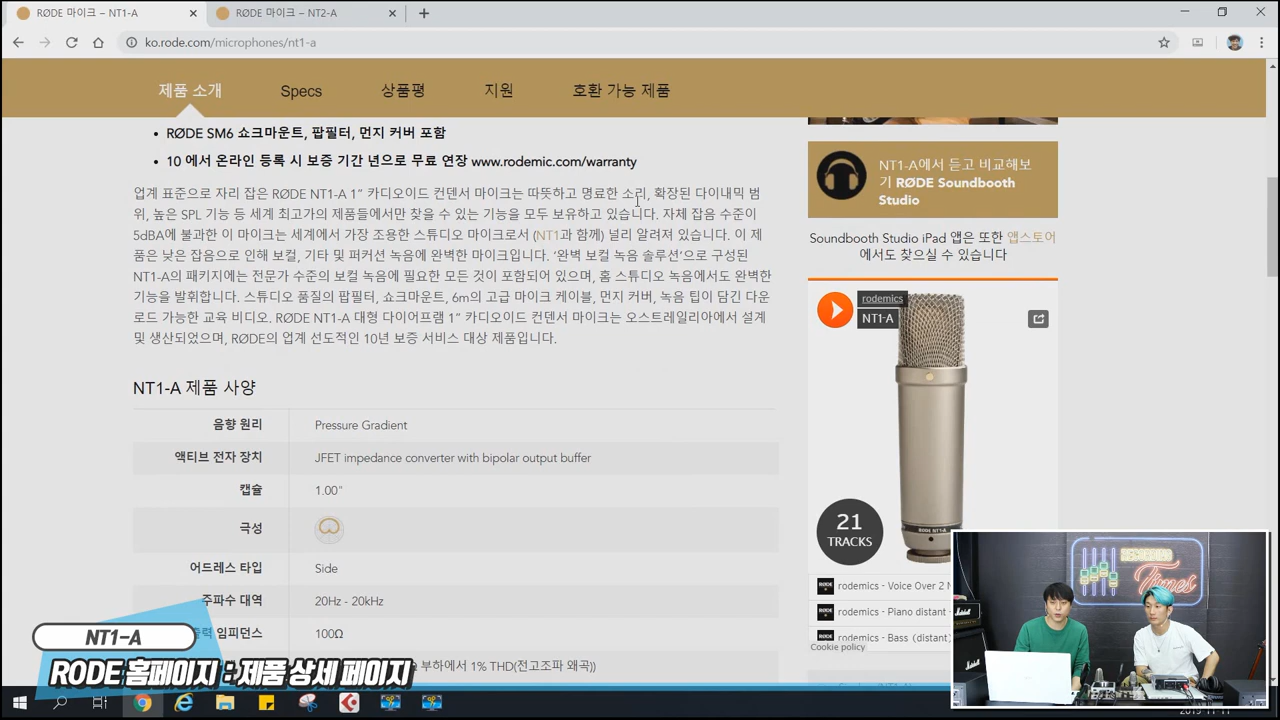 RØDE 마이크 – NT1-A
RØDE 마이크 – NT2-A
ko.rode.com/microphones/nt1-a
제품 소개
Specs
상품평
지원
호환 가능 제품
• RØDE SM6 쇼크마운트, 팝필터, 먼지 커버 포함
• 10 에서 온라인 등록 시 보증 기간 년으로 무료 연장 www.rodemic.com/warranty
업계 표준으로 자리 잡은 RØDE NT1-A 1” 카디오이드 컨덴서 마이크는 따뜻하고 명료한 소리, 확장된 다이내믹 범
위, 높은 SPL 기능 등 세계 최고가의 제품들에서만 찾을 수 있는 기능을 모두 보유하고 있습니다. 자체 잡음 수준이
5dBA에 불과한 이 마이크는 세계에서 가장 조용한 스튜디오 마이크로서 (NT1과 함께) 널리 알려져 있습니다. 이 제
품은 낮은 잡음으로 인해 보컬, 기타 및 퍼커션 녹음에 완벽한 마이크입니다. ‘완벽 보컬 녹음 솔루션’으로 구성된
NT1-A의 패키지에는 전문가 수준의 보컬 녹음에 필요한 모든 것이 포함되어 있으며, 홈 스튜디오 녹음에서도 완벽한
기능을 발휘합니다. 스튜디오 품질의 팝필터, 쇼크마운트, 6m의 고급 마이크 케이블, 먼지 커버, 녹음 팁이 담긴 다운
로드 가능한 교육 비디오. RØDE NT1-A 대형 다이어프램 1” 카디오이드 컨덴서 마이크는 오스트레일리아에서 설계
및 생산되었으며, RØDE의 업계 선도적인 10년 보증 서비스 대상 제품입니다.
NT1-A 제품 사양
음향 원리 Pressure Gradient
액티브 전자 장치 JFET impedance converter with bipolar output buffer
캡슐 1.00"
극성
어드레스 타입 Side
주파수 대역 20Hz - 20kHz
출력 임피던스 100Ω
부하에서 1% THD(전고조파 왜곡))
NT1-A에서 듣고 비교해보
기 RØDE Soundbooth
Studio
Soundbooth Studio iPad 앱은 또한 앱스토어
에서도 찾으실 수 있습니다
rodemics
NT1-A
RØDE NT1-A
21
TRACKS
RØDE rodemics - Voice Over 2 M
RØDE rodemics - Piano distant -
RØDE rodemics - Bass (distant)
Cookie policy
RECORDING
Times
Marshall
NT1-A
RODE 홈페이지 : 제품 상세 페이지
2019-11-11